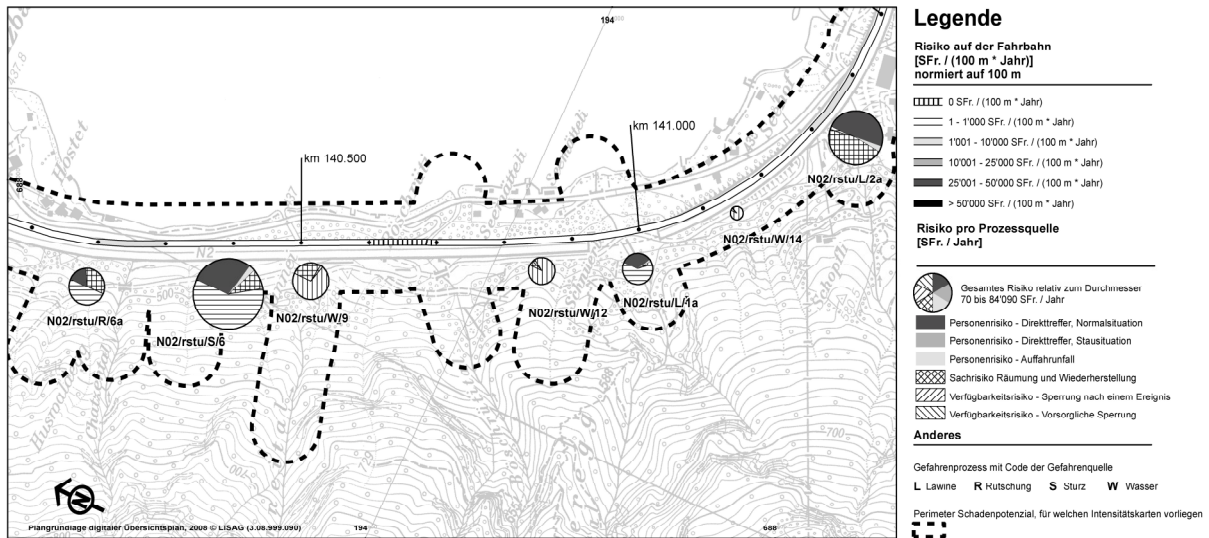 Legende
Risiko auf der Fahrbahn
[SFr. / (100 m * Jahr)]
normiert auf 100 m
0 SFr. / (100 m * Jahr)
1 - 1'000 SFr. / (100 m * Jahr)
1'001 - 10'000 SFr. / (100 m * Jahr)
10'001 - 25'000 SFr. / (100 m * Jahr)
25'001 - 50'000 SFr. / (100 m * Jahr)
> 50'000 SFr. / (100 m * Jahr)
Risiko pro Prozessquelle
[SFr. / Jahr]
Gesamtes Risiko relativ zum Durchmesser
70 bis 84'090 SFr. / Jahr
Personenrisiko - Direkttreffer, Normalsituation
Personenrisiko - Direkttreffer, Stausituation
Personenrisiko - Auffahrunfall
Sachrisiko Räumung und Wiederherstellung
Verfügbarkeitsrisiko - Sperrung nach einem Ereignis
Verfügbarkeitsrisiko - Vorsorgliche Sperrung
Anderes
Gefahrenprozess mit Code der Gefahrenquelle
L Lawine R Rutschung S Sturz W Wasser
Perimeter Schadenpotenzial, für welchen Intensitätskarten vorliegen
194
km 141.000
km 140.500
N02/rstu/L/2a
N02/rstu/W/14
N02/rstu/L/1a
N02/rstu/W/12
N02/rstu/W/9
N02/rstu/S/6
N02/rstu/R/6a
Hostet
437.8
688
N2
500
588
700
N
Plangrundlage digitaler Übersichtsplan, 2008 © LISAG (3.08.999.090)
194
688